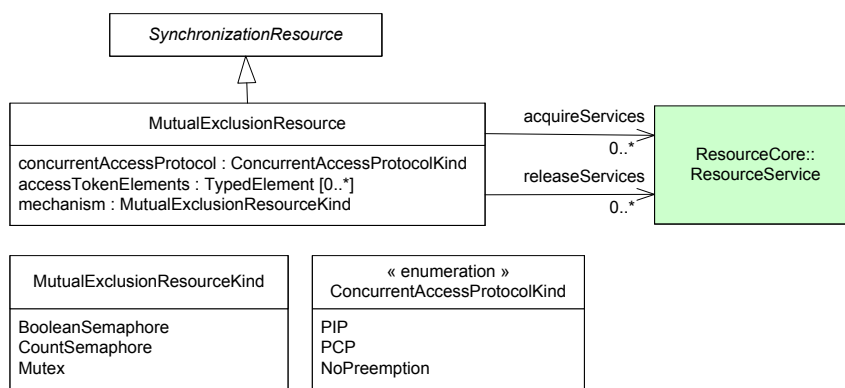 SynchronizationResource
MutualExclusionResource
concurrentAccessProtocol : ConcurrentAccessProtocolKind
accessTokenElements : TypedElement [0..*]
mechanism : MutualExclusionResourceKind
acquireServices
0..*
releaseServices
0..*
ResourceCore::
ResourceService
MutualExclusionResourceKind
BooleanSemaphore
CountSemaphore
Mutex
« enumeration »
ConcurrentAccessProtocolKind
PIP
PCP
NoPreemption